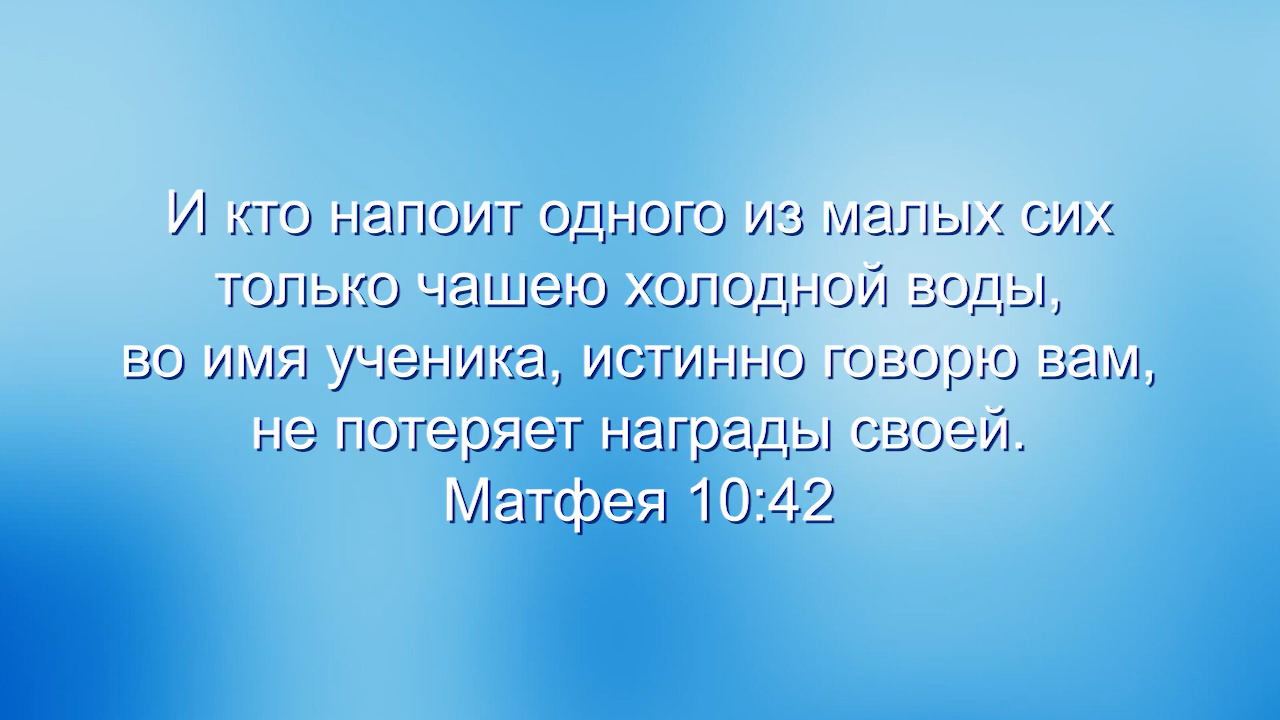 И кто напоит одного из малых сих
только чашею холодной воды,
во имя ученика, истинно говорю вам,
не потеряет награды своей.
Матфея 10:42